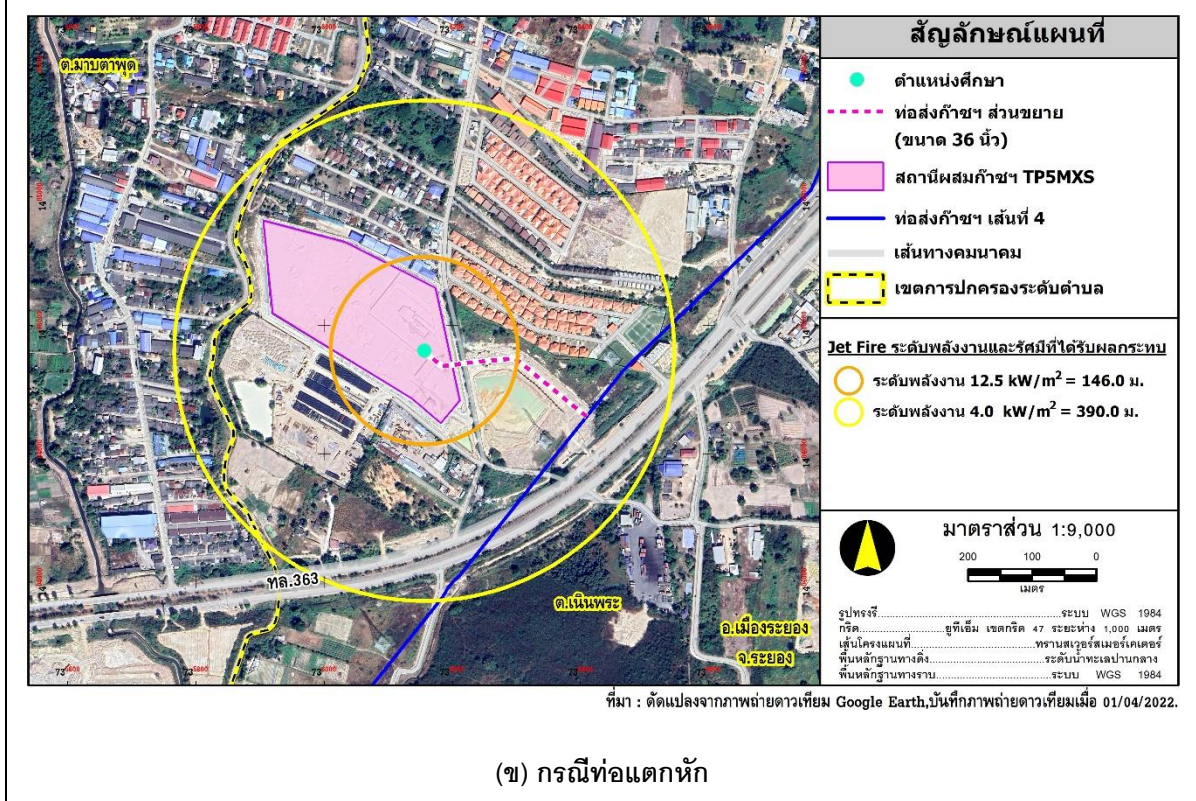 ต.มาบตาพุด
ทล.363
ต.เนินพระ
อ.เมืองระยอง
จ.ระยอง
สัญลักษณ์แผนที่
ตำแหน่งศึกษา
ท่อส่งก๊าซฯ ส่วนขยาย
(ขนาด 36 นิ้ว)
สถานีผสมก๊าซฯ TP5MXS
ท่อส่งก๊าซฯ เส้นที่ 4
เส้นทางคมนาคม
เขตการปกครองระดับตำบล
Jet Fire ระดับพลังงานและรัศมีที่ได้รับผลกระทบ
ระดับพลังงาน 12.5 kW/m² = 146.0 ม.
ระดับพลังงาน 4.0 kW/m² = 390.0 ม.
มาตราส่วน 1:9,000
200 100 0
เมตร
รูปทรงรี.....ระบบ WGS 1984
กริด.....ยูทีเอ็ม เขตกริด 47 ระยะห่าง 1,000 เมตร
เส้นโครงแผนที่.....ทรานสเวอร์สเมอร์เคเตอร์
พื้นหลักฐานทางดิ่ง.....ระดับน้ำทะเลปานกลาง
พื้นหลักฐานทางราบ.....ระบบ WGS 1984
ที่มา : ดัดแปลงจากภาพถ่ายดาวเทียม Google Earth,บันทึกภาพถ่ายดาวเทียมเมื่อ 01/04/2022.
(ข) กรณีท่อแตกหัก